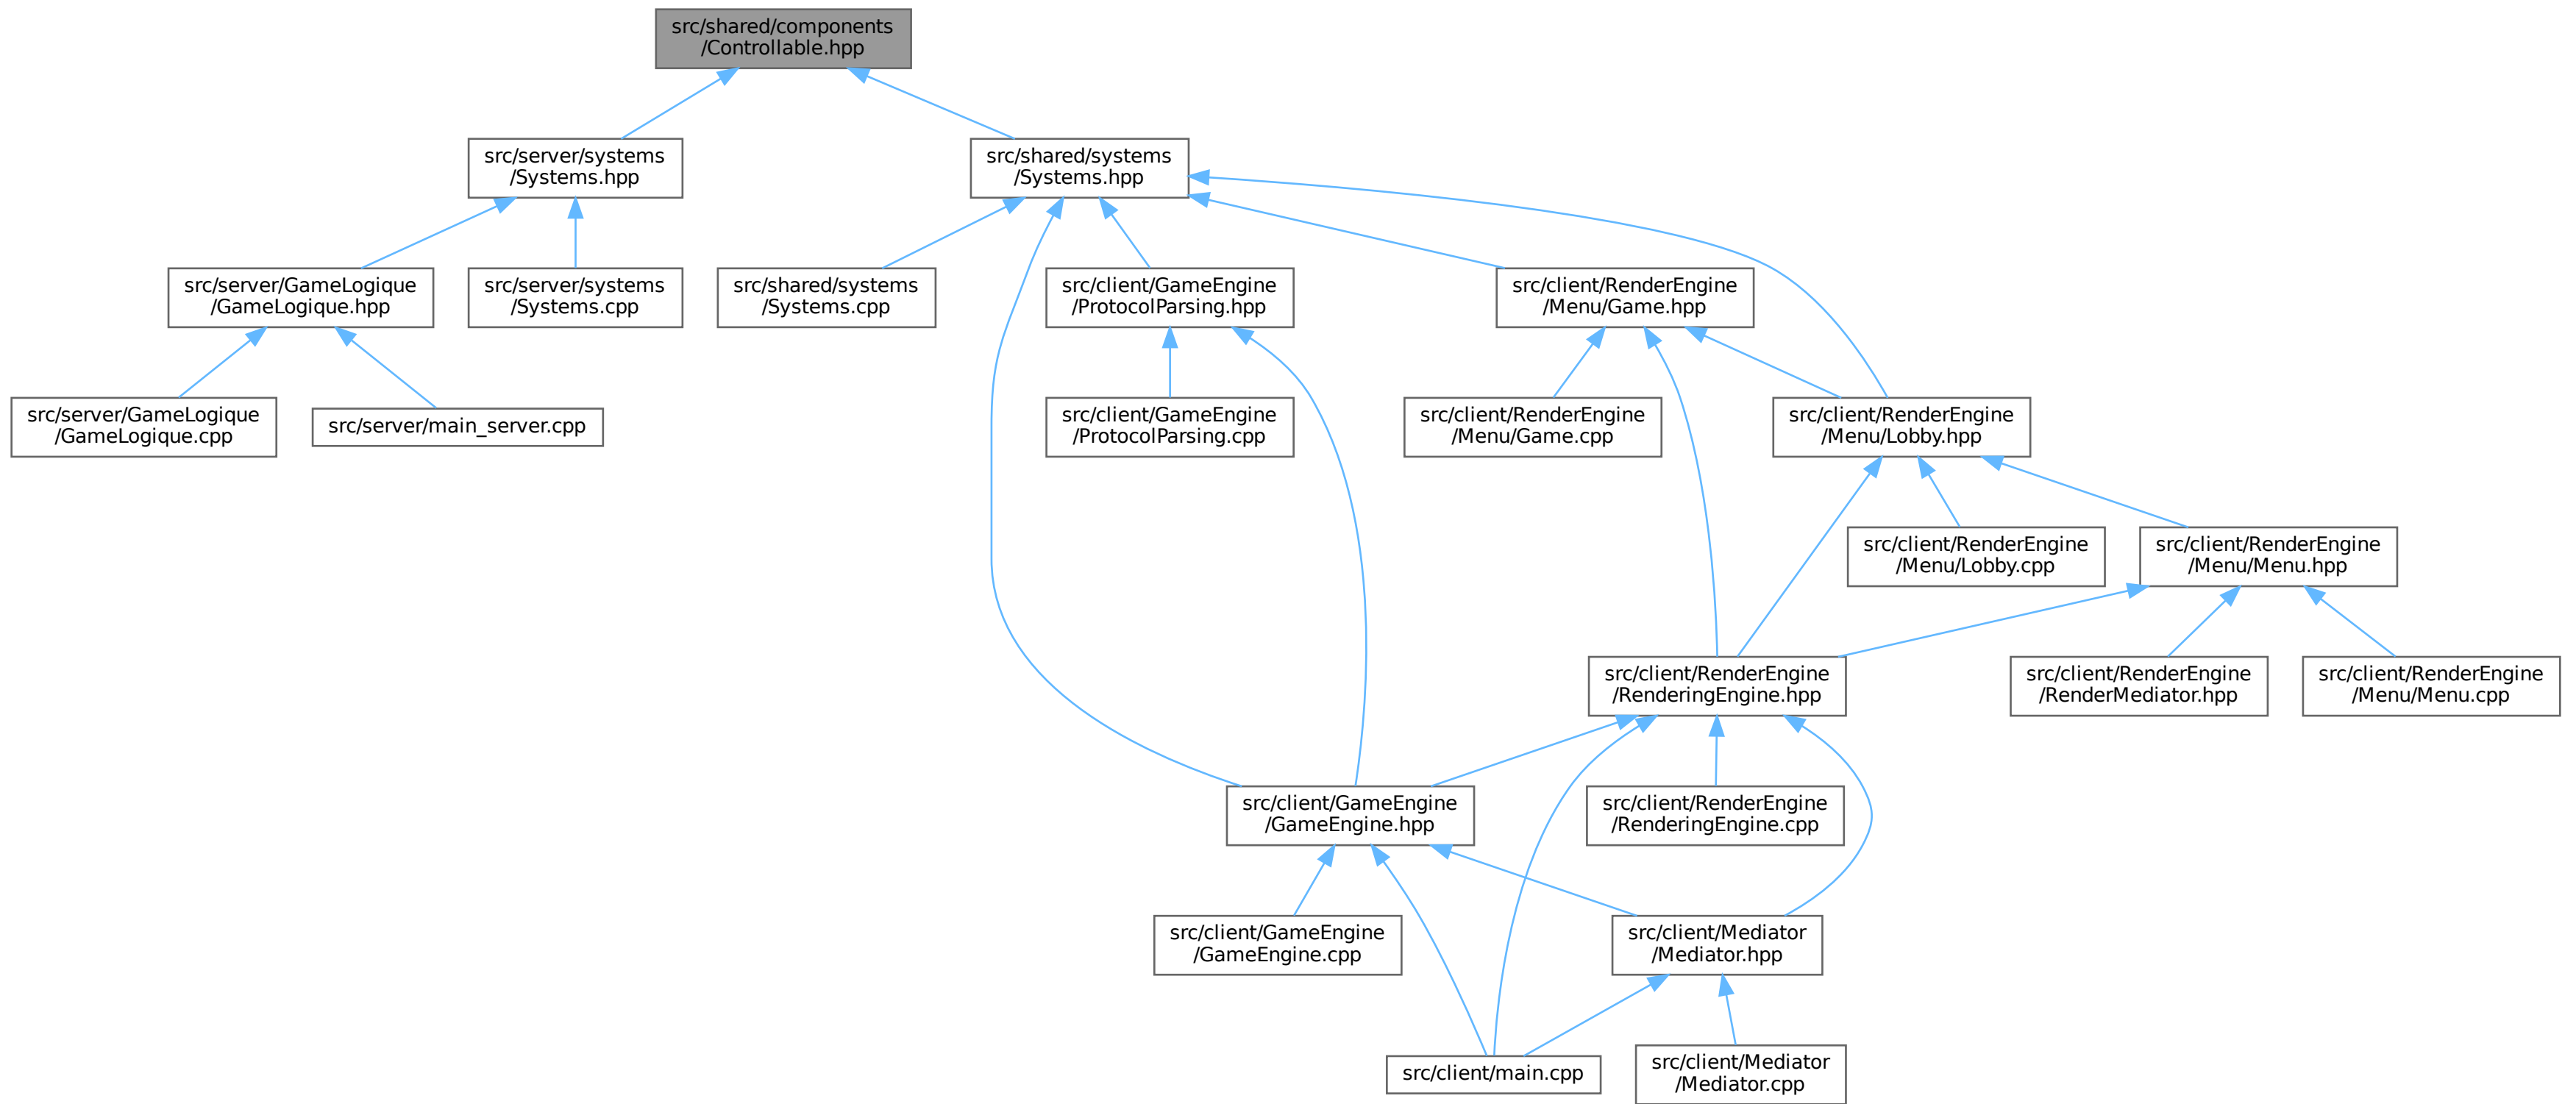 src/shared/components
/Controllable.hpp
src/server/systems
/Systems.hpp
src/shared/systems
/Systems.hpp
src/server/GameLogique
/GameLogique.hpp
src/server/systems
/Systems.cpp
src/shared/systems
/Systems.cpp
src/client/GameEngine
/ProtocolParsing.hpp
src/client/RenderEngine
/Menu/Game.hpp
src/server/GameLogique
/GameLogique.cpp
src/server/main_server.cpp
src/client/GameEngine
/ProtocolParsing.cpp
src/client/RenderEngine
/Menu/Game.cpp
src/client/RenderEngine
/Menu/Lobby.hpp
src/client/RenderEngine
/Menu/Lobby.cpp
src/client/RenderEngine
/Menu/Menu.hpp
src/client/RenderEngine
/RenderingEngine.hpp
src/client/RenderEngine
/RenderMediator.hpp
src/client/RenderEngine
/Menu/Menu.cpp
src/client/GameEngine
/GameEngine.hpp
src/client/RenderEngine
/RenderingEngine.cpp
src/client/GameEngine
/GameEngine.cpp
src/client/Mediator
/Mediator.hpp
src/client/main.cpp
src/client/Mediator
/Mediator.cpp